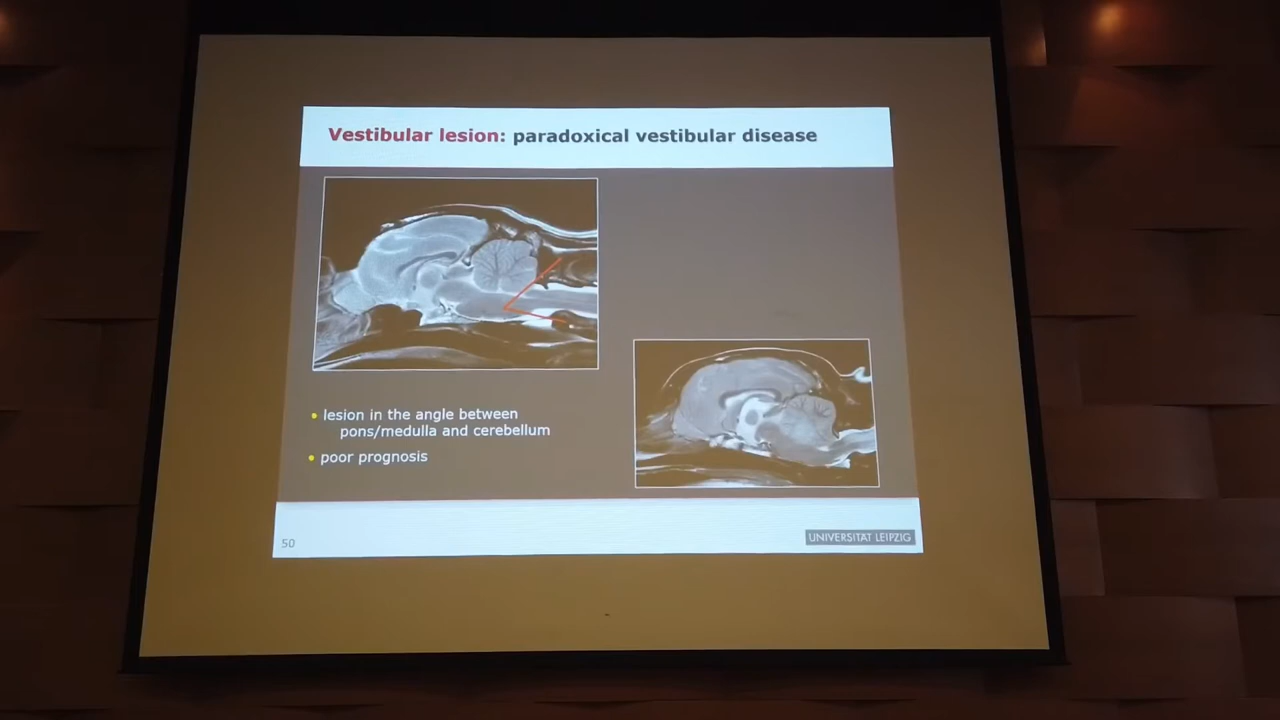 Vestibular lesion: paradoxical vestibular disease
• lesion in the angle between
pons/medulla and cerebellum
• poor prognosis
50
UNIVERSITÄT LEIPZIG